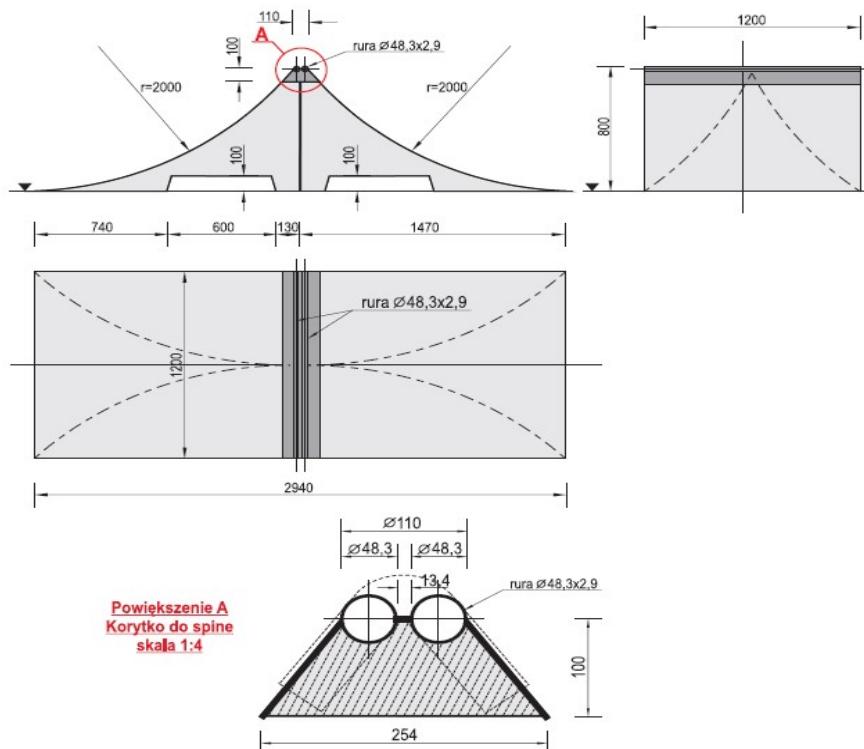 110
A
100
rura Ø48,3x2,9
r=2000
r=2000
100
100
1200
800
740
600
130
1470
rura Ø48,3x2,9
1200
2940
Ø110
Ø48,3
Ø48,3
13,4
rura Ø48,3x2,9
Powiększenie A
Korytko do spine
skala 1:4
100
254